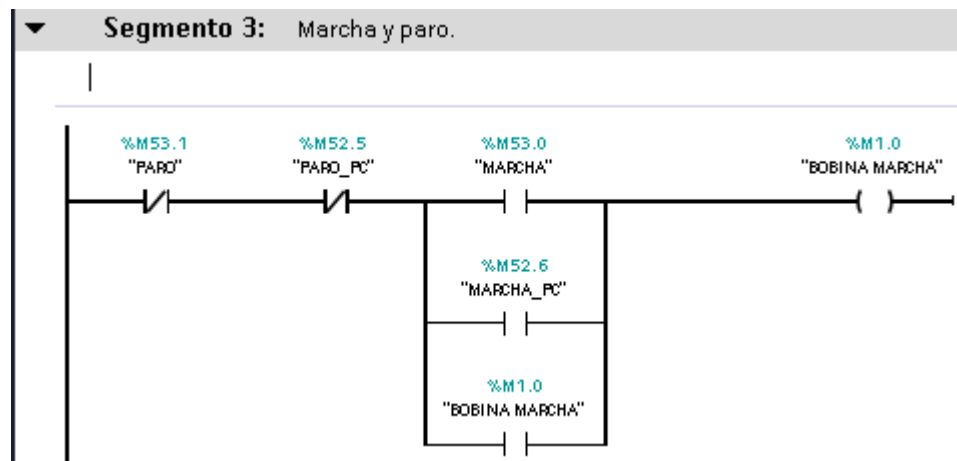 Segmento 3: Marcha y paro.
%M53.1 %M52.5 %M53.0 %M1.0
"PARO" "PARO_PC" "MARCHA" "BOBINA MARCHA"
%M52.6
"MARCHA_PC"
%M1.0
"BOBINA MARCHA"